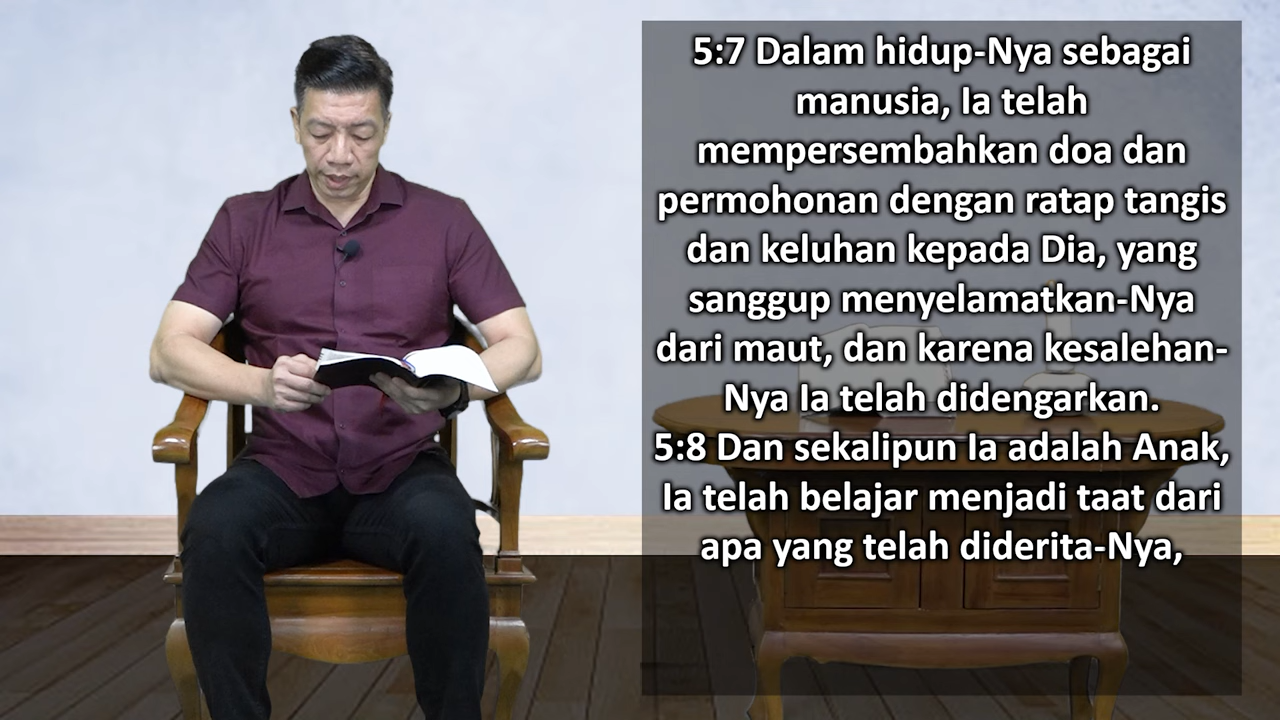 5:7 Dalam hidup-Nya sebagai
manusia, Ia telah
mempersembahkan doa dan
permohonan dengan ratap tangis
dan keluhan kepada Dia, yang
sanggup menyelamatkan-Nya
dari maut, dan karena kesalehan-
Nya Ia telah didengarkan.
5:8 Dan sekalipun Ia adalah Anak,
Ia telah belajar menjadi taat dari
apa yang telah diderita-Nya,